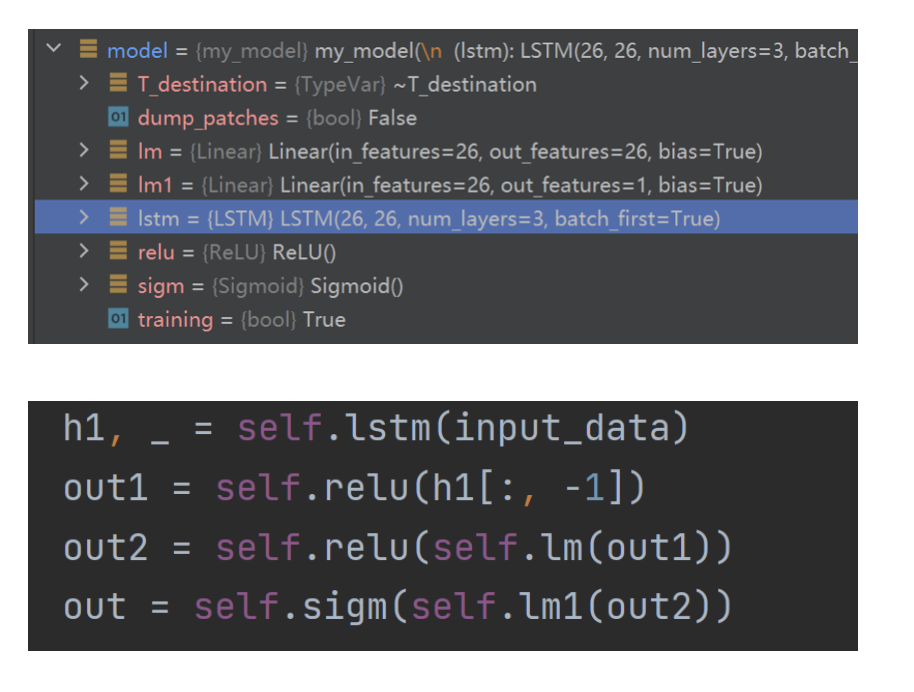 model = {my_model} my_model(\n (lstm): LSTM(26, 26, num_layers=3, batch_
T_destination = {TypeVar} ~T_destination
01 dump_patches = {bool} False
lm = {Linear} Linear(in_features=26, out_features=26, bias=True)
lm1 = {Linear} Linear(in_features=26, out_features=1, bias=True)
lstm = {LSTM} LSTM(26, 26, num_layers=3, batch_first=True)
relu = {ReLU} ReLU()
sigm = {Sigmoid} Sigmoid()
01 training = {bool} True
h1, _ = self.lstm(input_data)
out1 = self.relu(h1[:, -1])
out2 = self.relu(self.lm(out1))
out = self.sigm(self.lm1(out2))